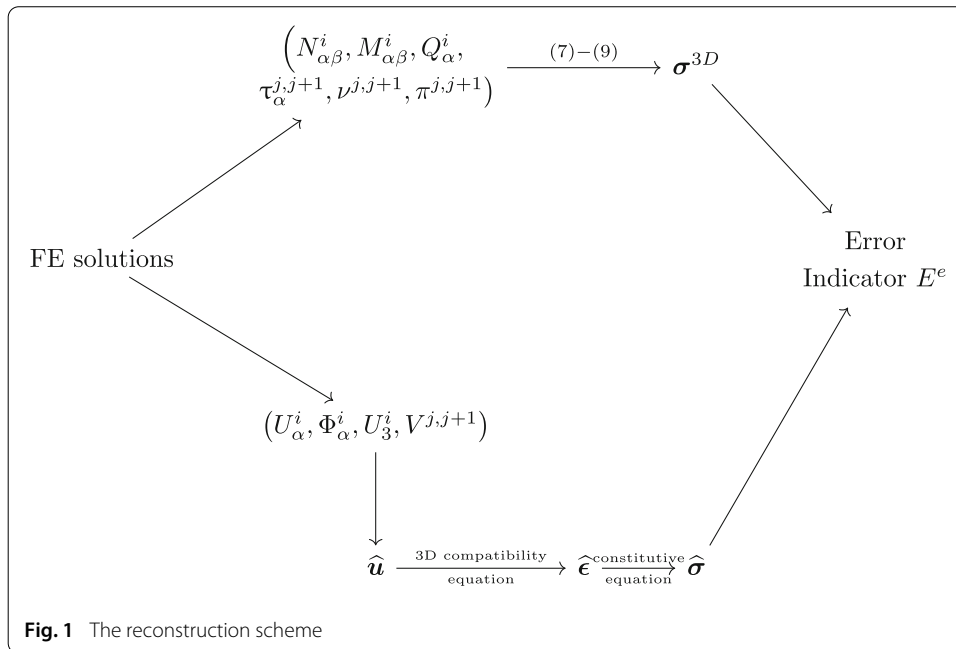 (N^i_{αβ}, M^i_{αβ}, Q^i_α,
τ^{j,j+1}_α, ν^{j,j+1}, π^{j,j+1})
(7)−(9)
σ^{3D}
FE solutions
Error
Indicator E^e
(U^i_α, Φ^i_α, U^i_3, V^{j,j+1})
û
3D compatibility
equation
ε̂
constitutive
equation
σ̂
Fig. 1 The reconstruction scheme